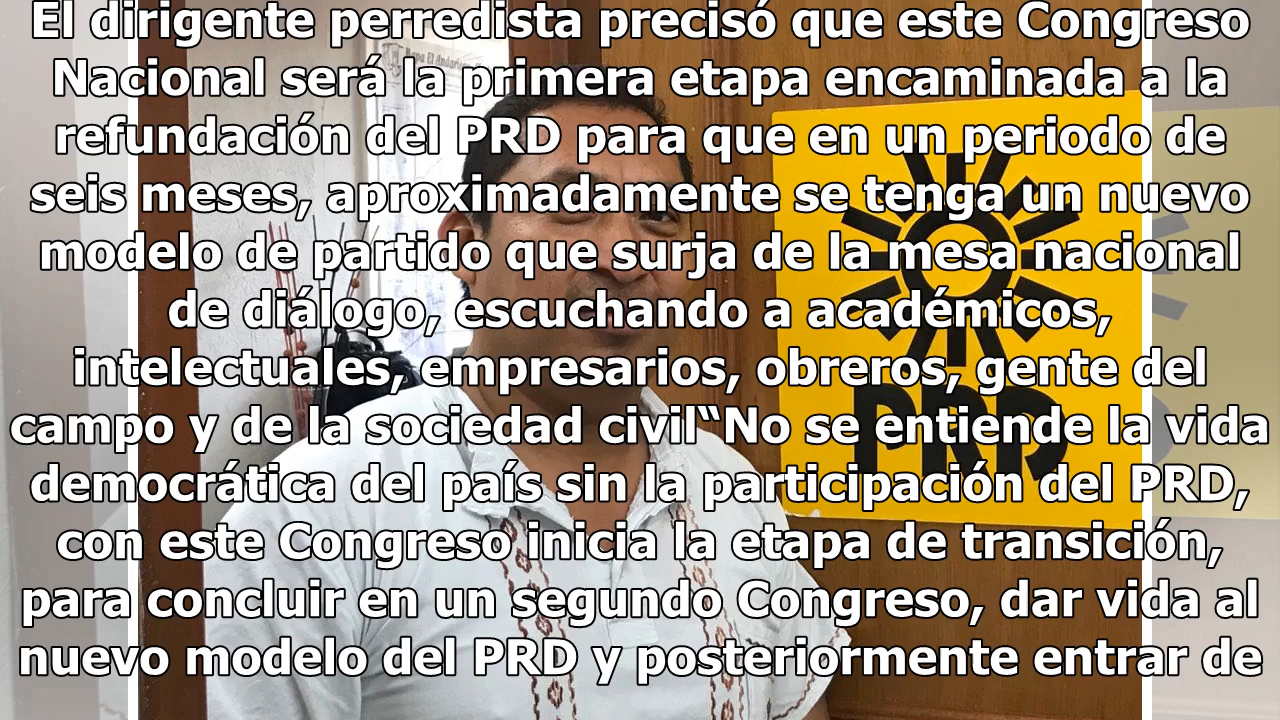 El dirigente perredista precisó que este Congreso
Nacional será la primera etapa encaminada a la
refundación del PRD para que en un periodo de
seis meses, aproximadamente se tenga un nuevo
modelo de partido que surja de la mesa nacional
de diálogo, escuchando a académicos,
intelectuales, empresarios, obreros, gente del
campo y de la sociedad civil“No se entiende la vida
democrática del país sin la participación del PRD,
con este Congreso inicia la etapa de transición,
para concluir en un segundo Congreso, dar vida al
nuevo modelo del PRD y posteriormente entrar de
PRD